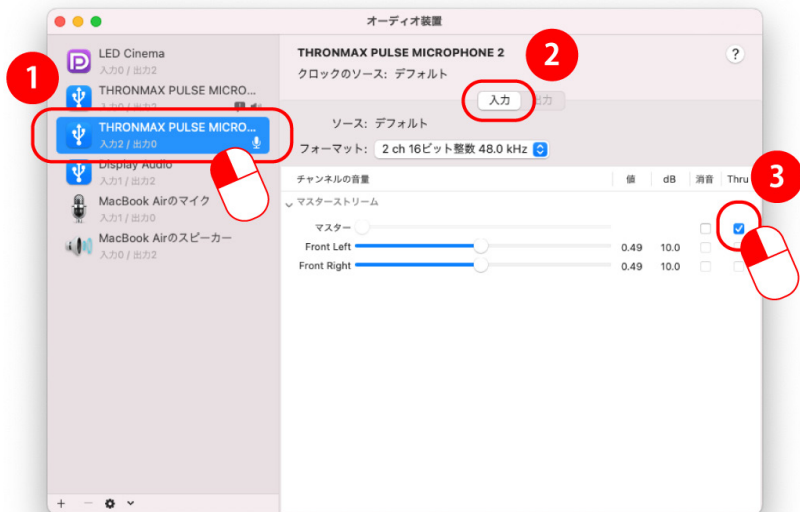 オーディオ装置
1
LED Cinema
入力0 / 出力2
THRONMAX PULSE MICRO...
入力0 / 出力2
THRONMAX PULSE MICRO...
入力2 / 出力0
Display Audio
入力1 / 出力2
MacBook Airのマイク
入力1 / 出力0
MacBook Airのスピーカー
入力0 / 出力2
THRONMAX PULSE MICROPHONE 2
2
?
クロックのソース: デフォルト
入力 出力
ソース: デフォルト
フォーマット: 2 ch 16ビット整数 48.0 kHz
チャンネルの音量 値 dB 消音 Thru
3
マスターストリーム
マスター
Front Left 0.49 10.0
Front Right 0.49 10.0